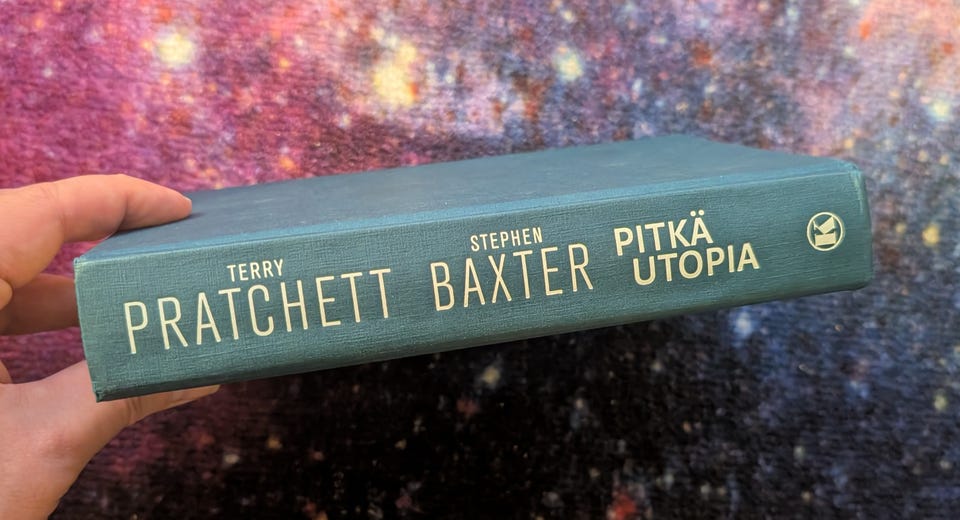 TERRY
PRATCHETT
STEPHEN
BAXTER
PITKÄ
UTOPIA